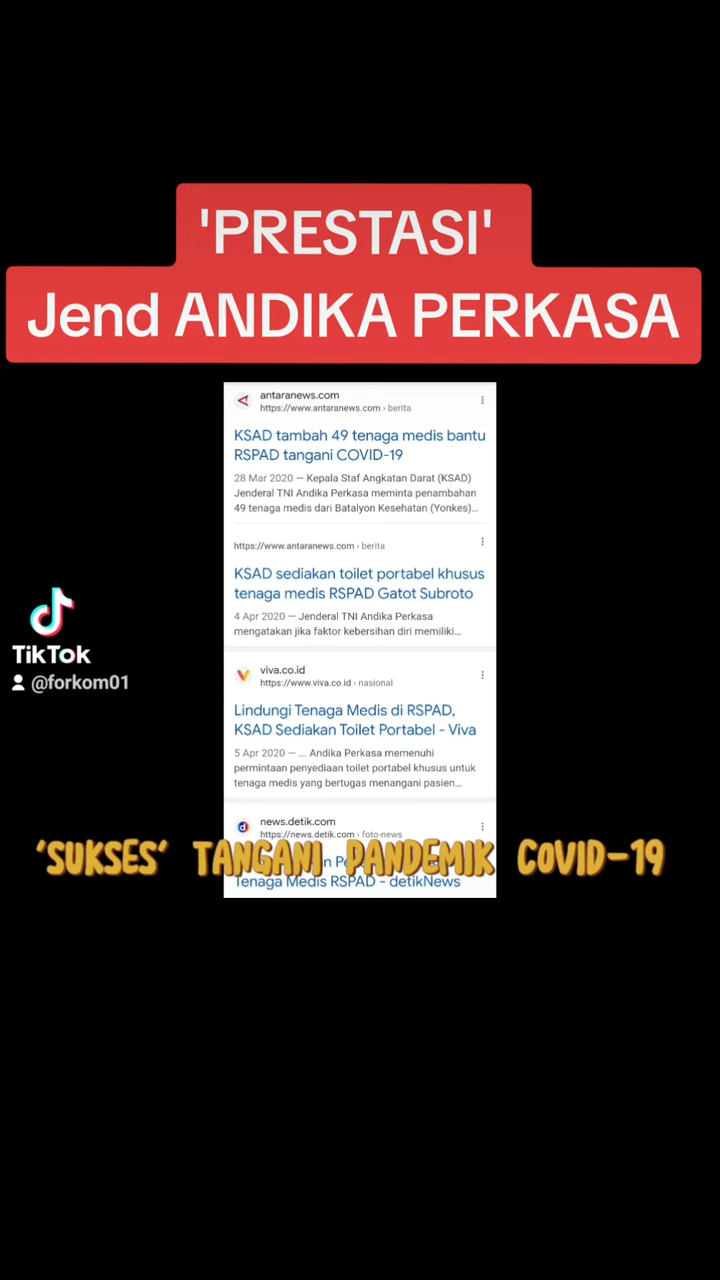 'PRESTASI'
Jend ANDIKA PERKASA
antaranews.com
https://www.antaranews.com › berita
KSAD tambah 49 tenaga medis bantu
RSPAD tangani COVID-19
28 Mar 2020 — Kepala Staf Angkatan Darat (KSAD)
Jenderal TNI Andika Perkasa meminta penambahan
49 tenaga medis dari Batalyon Kesehatan (Yonkes)...
https://www.antaranews.com › berita
KSAD sediakan toilet portabel khusus
tenaga medis RSPAD Gatot Subroto
4 Apr 2020 — Jenderal TNI Andika Perkasa
mengatakan jika faktor kebersihan diri memiliki...
TikTok
@forkom01
viva.co.id
https://www.viva.co.id › nasional
Lindungi Tenaga Medis di RSPAD,
KSAD Sediakan Toilet Portabel - Viva
5 Apr 2020 — ... Andika Perkasa memenuhi
permintaan penyediaan toilet portabel khusus untuk
tenaga medis yang bertugas menangani pasien...
news.detik.com
https://news.detik.com › foto-news
'SUKSES' TANGANI PANDEMIK COVID-19
Tenaga Medis RSPAD - detikNews